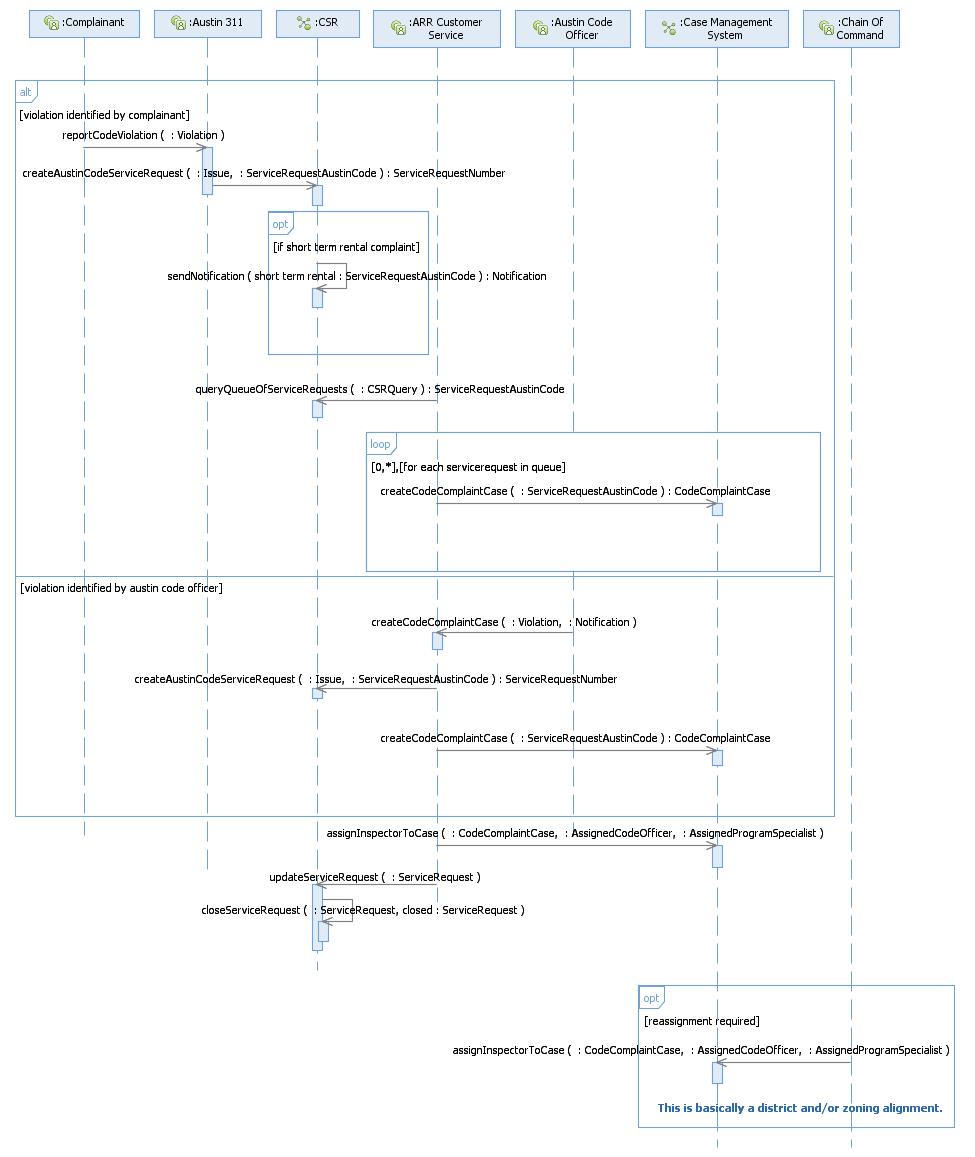 :Complainant
:Austin 311
:CSR
:ARR Customer
Service
:Austin Code
Officer
:Case Management
System
:Chain Of
Command
alt
[violation identified by complainant]
reportCodeViolation (  : Violation )
createAustinCodeServiceRequest (  : Issue,  : ServiceRequestAustinCode ) : ServiceRequestNumber
opt
[if short term rental complaint]
sendNotification ( short term rental : ServiceRequestAustinCode ) : Notification
queryQueueOfServiceRequests (  : CSRQuery ) : ServiceRequestAustinCode
loop
[0,*],[for each servicerequest in queue]
createCodeComplaintCase (  : ServiceRequestAustinCode ) : CodeComplaintCase
[violation identified by austin code officer]
createCodeComplaintCase (  : Violation,  : Notification )
createAustinCodeServiceRequest (  : Issue,  : ServiceRequestAustinCode ) : ServiceRequestNumber
createCodeComplaintCase (  : ServiceRequestAustinCode ) : CodeComplaintCase
assignInspectorToCase (  : CodeComplaintCase,  : AssignedCodeOfficer,  : AssignedProgramSpecialist )
updateServiceRequest (  : ServiceRequest )
closeServiceRequest (  : ServiceRequest, closed : ServiceRequest )
opt
[reassignment required]
assignInspectorToCase (  : CodeComplaintCase,  : AssignedCodeOfficer,  : AssignedProgramSpecialist )
This is basically a district and/or zoning alignment.